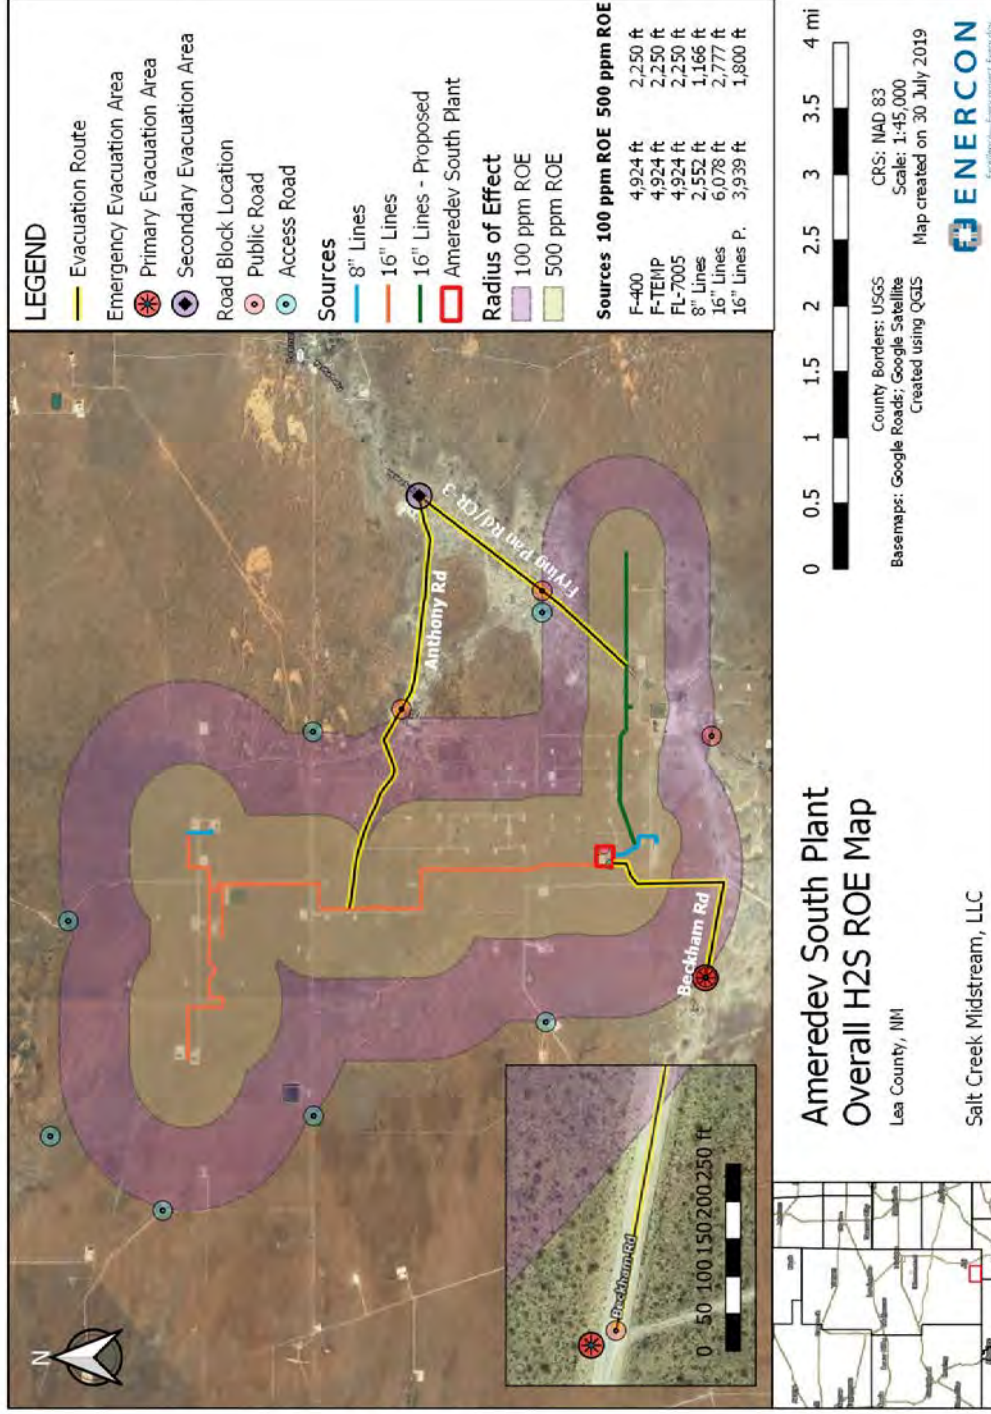 LEGEND
Evacuation Route
Emergency Evacuation Area
Primary Evacuation Area
Secondary Evacuation Area
Road Block Location
Public Road
Access Road
Sources
8" Lines
16" Lines
16" Lines - Proposed
Ameredev South Plant
Radius of Effect
100 ppm ROE
500 ppm ROE
Sources 100 ppm ROE 500 ppm ROE
F-400 4,924 ft 2,250 ft
F-TEMP 4,924 ft 2,250 ft
FL-7005 4,924 ft 2,250 ft
8" Lines 2,552 ft 1,166 ft
16" Lines 6,078 ft 2,777 ft
16" Lines P. 3,939 ft 1,800 ft
N
Anthony Rd
Frying Pan Rd/CR-3
Beckham Rd
Beckham Rd
0 50 100 150 200 250 ft
Ameredev South Plant
Overall H2S ROE Map
Lea County, NM
Salt Creek Midstream, LLC
0 0.5 1 1.5 2 2.5 3 3.5 4 mi
County Borders: USGS
Basemaps: Google Roads; Google Satellite
Created using QGIS
CRS: NAD 83
Scale: 1:45,000
Map created on 30 July 2019
ENERCON